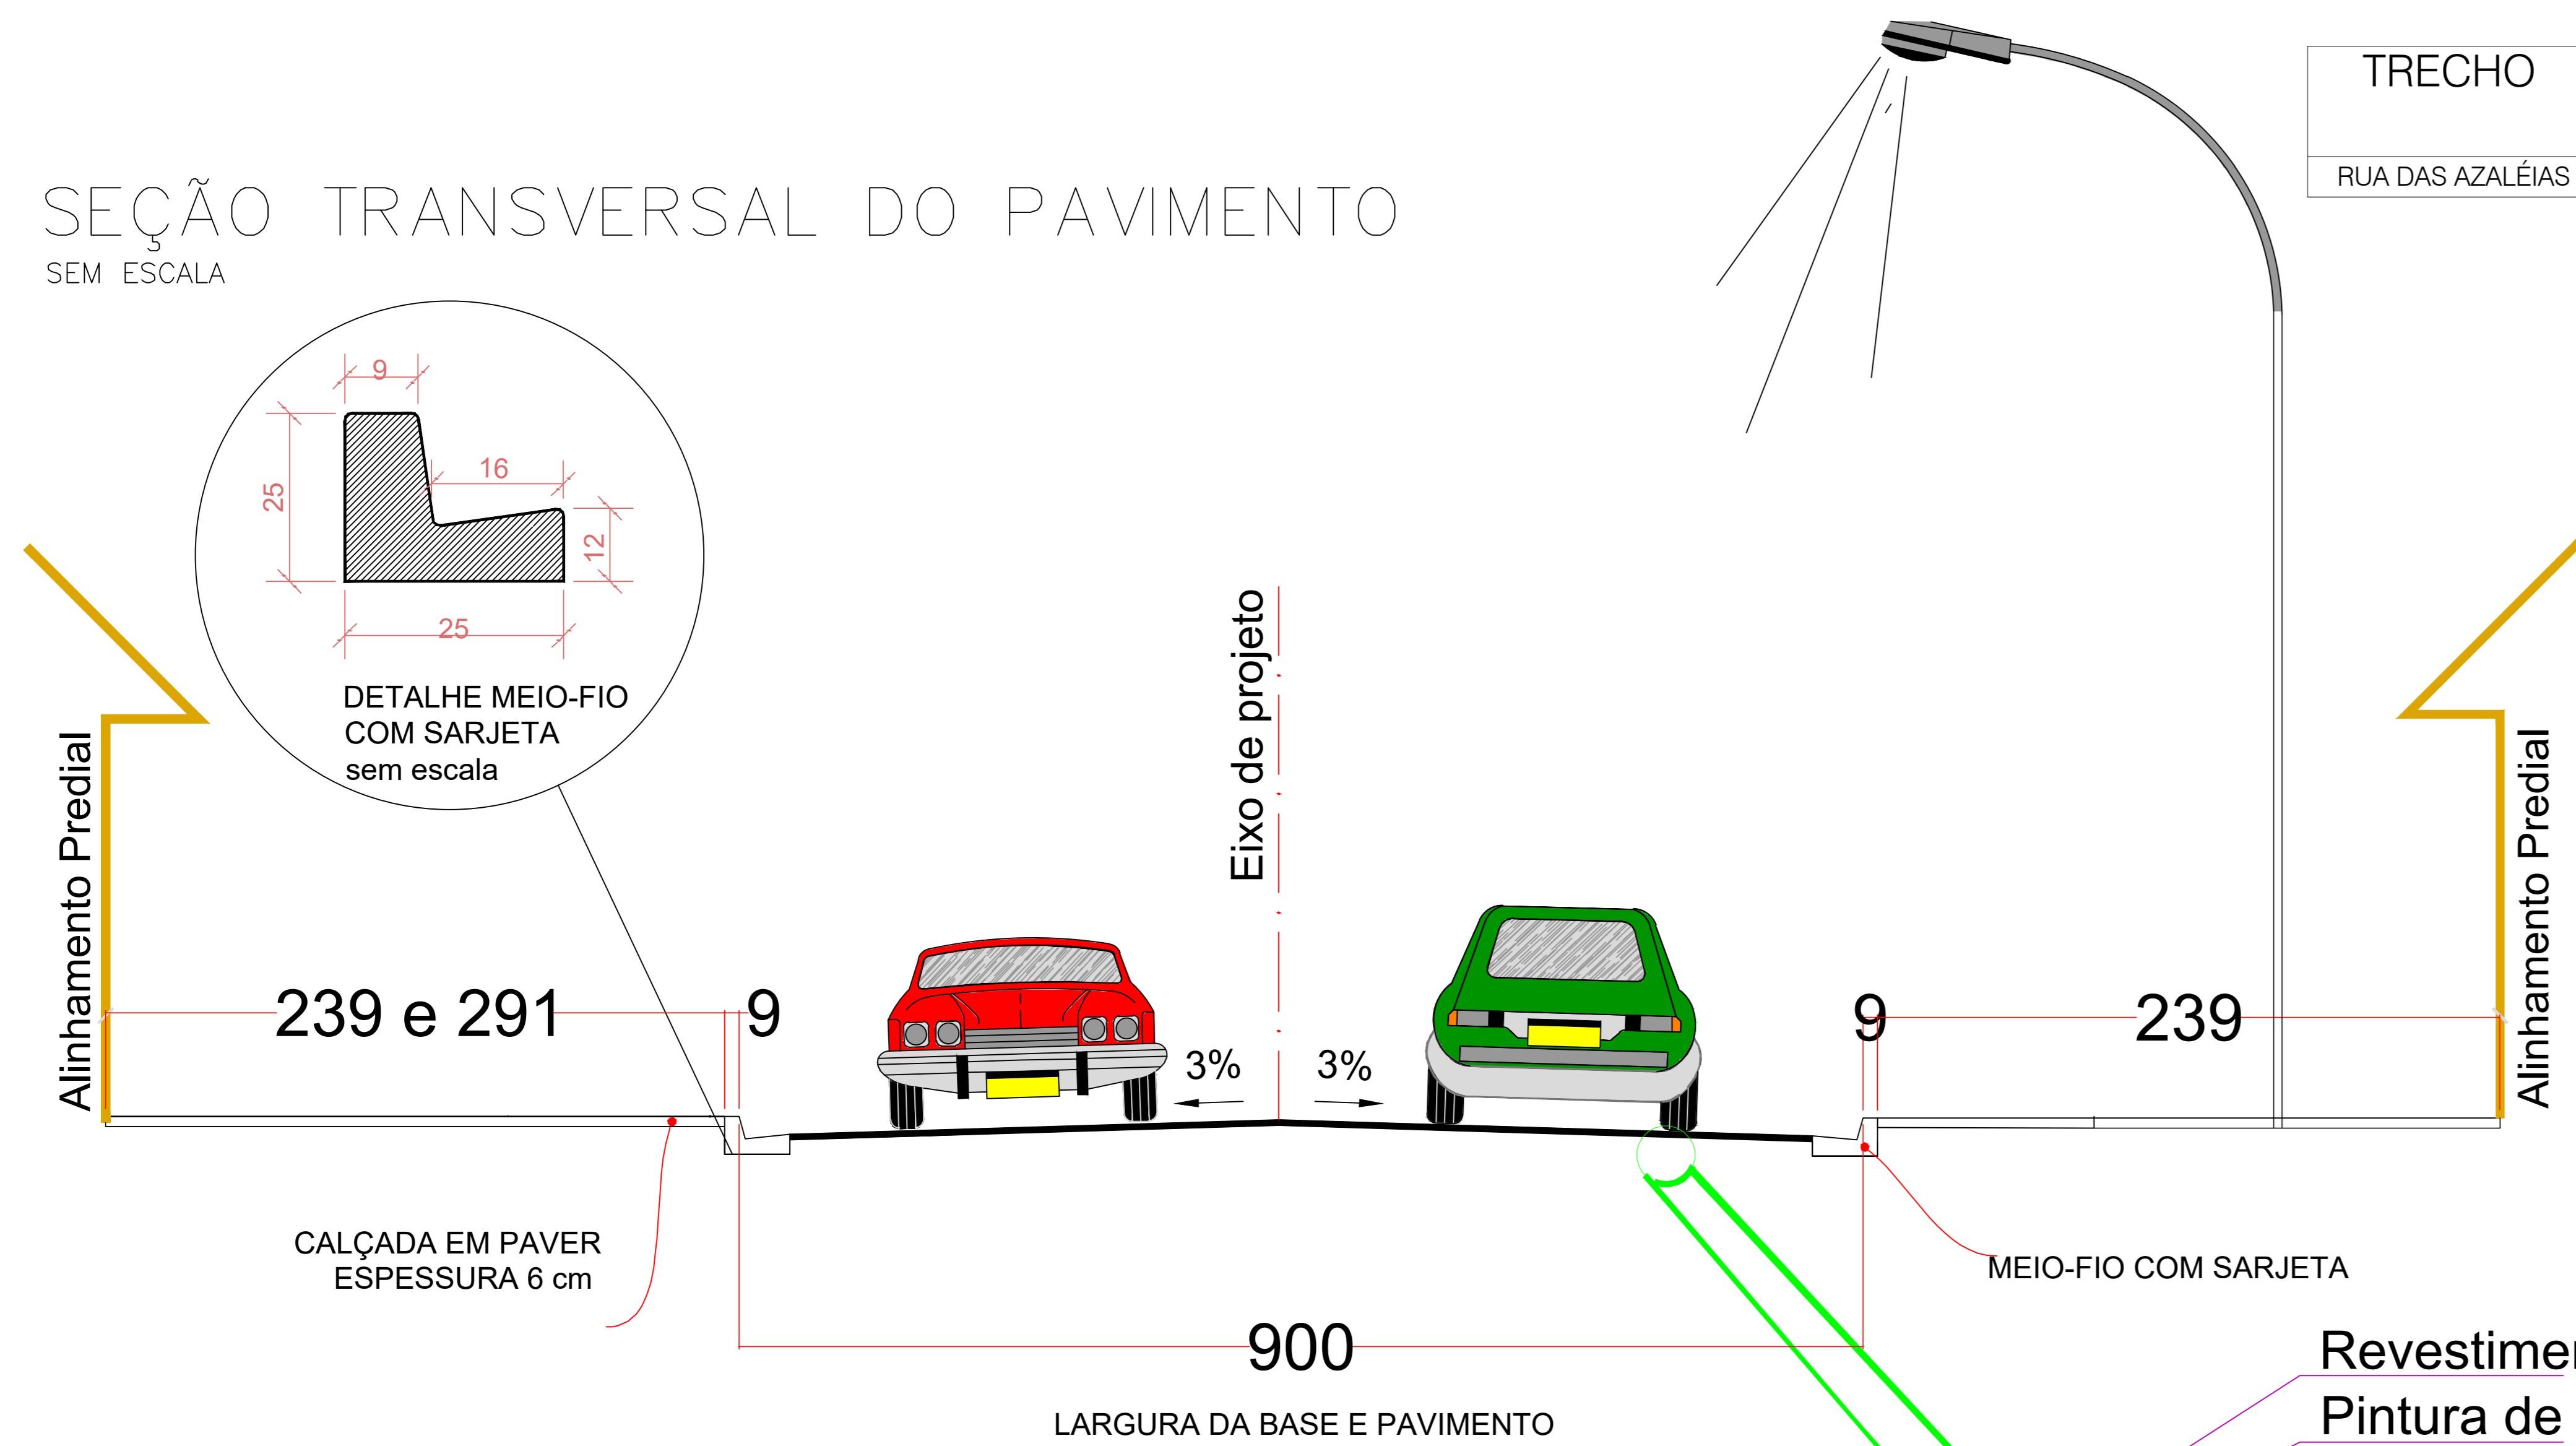 TRECHO
RUA DAS AZALÉIAS
SEÇÃO TRANSVERSAL DO PAVIMENTO
SEM ESCALA
9
16
25
12
25
DETALHE MEIO-FIO
COM SARJETA
sem escala
Alinhamento Predial
Eixo de projeto
Alinhamento Predial
239 e 291
9
3%
3%
9
239
CALÇADA EM PAVER
ESPESSURA 6 cm
MEIO-FIO COM SARJETA
900
LARGURA DA BASE E PAVIMENTO
Pintura de